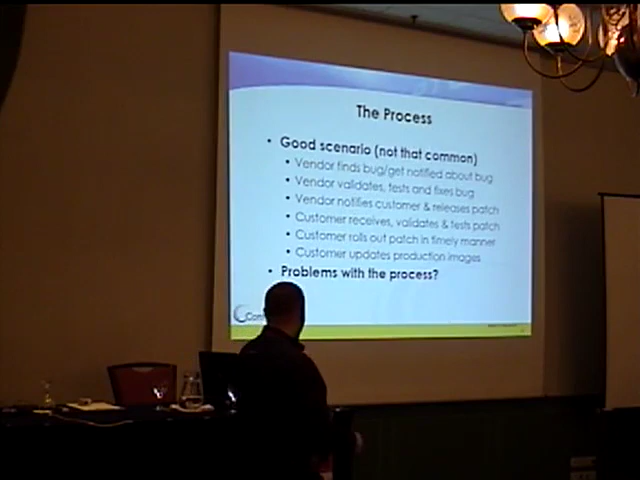 The Process
• Good scenario (not that common)
• Vendor finds bug/get notified about bug
• Vendor validates, tests and fixes bug
• Vendor notifies customer & releases patch
• Customer receives, validates & tests patch
• Customer rolls out patch in timely manner
• Customer updates production images
• Problems with the process?